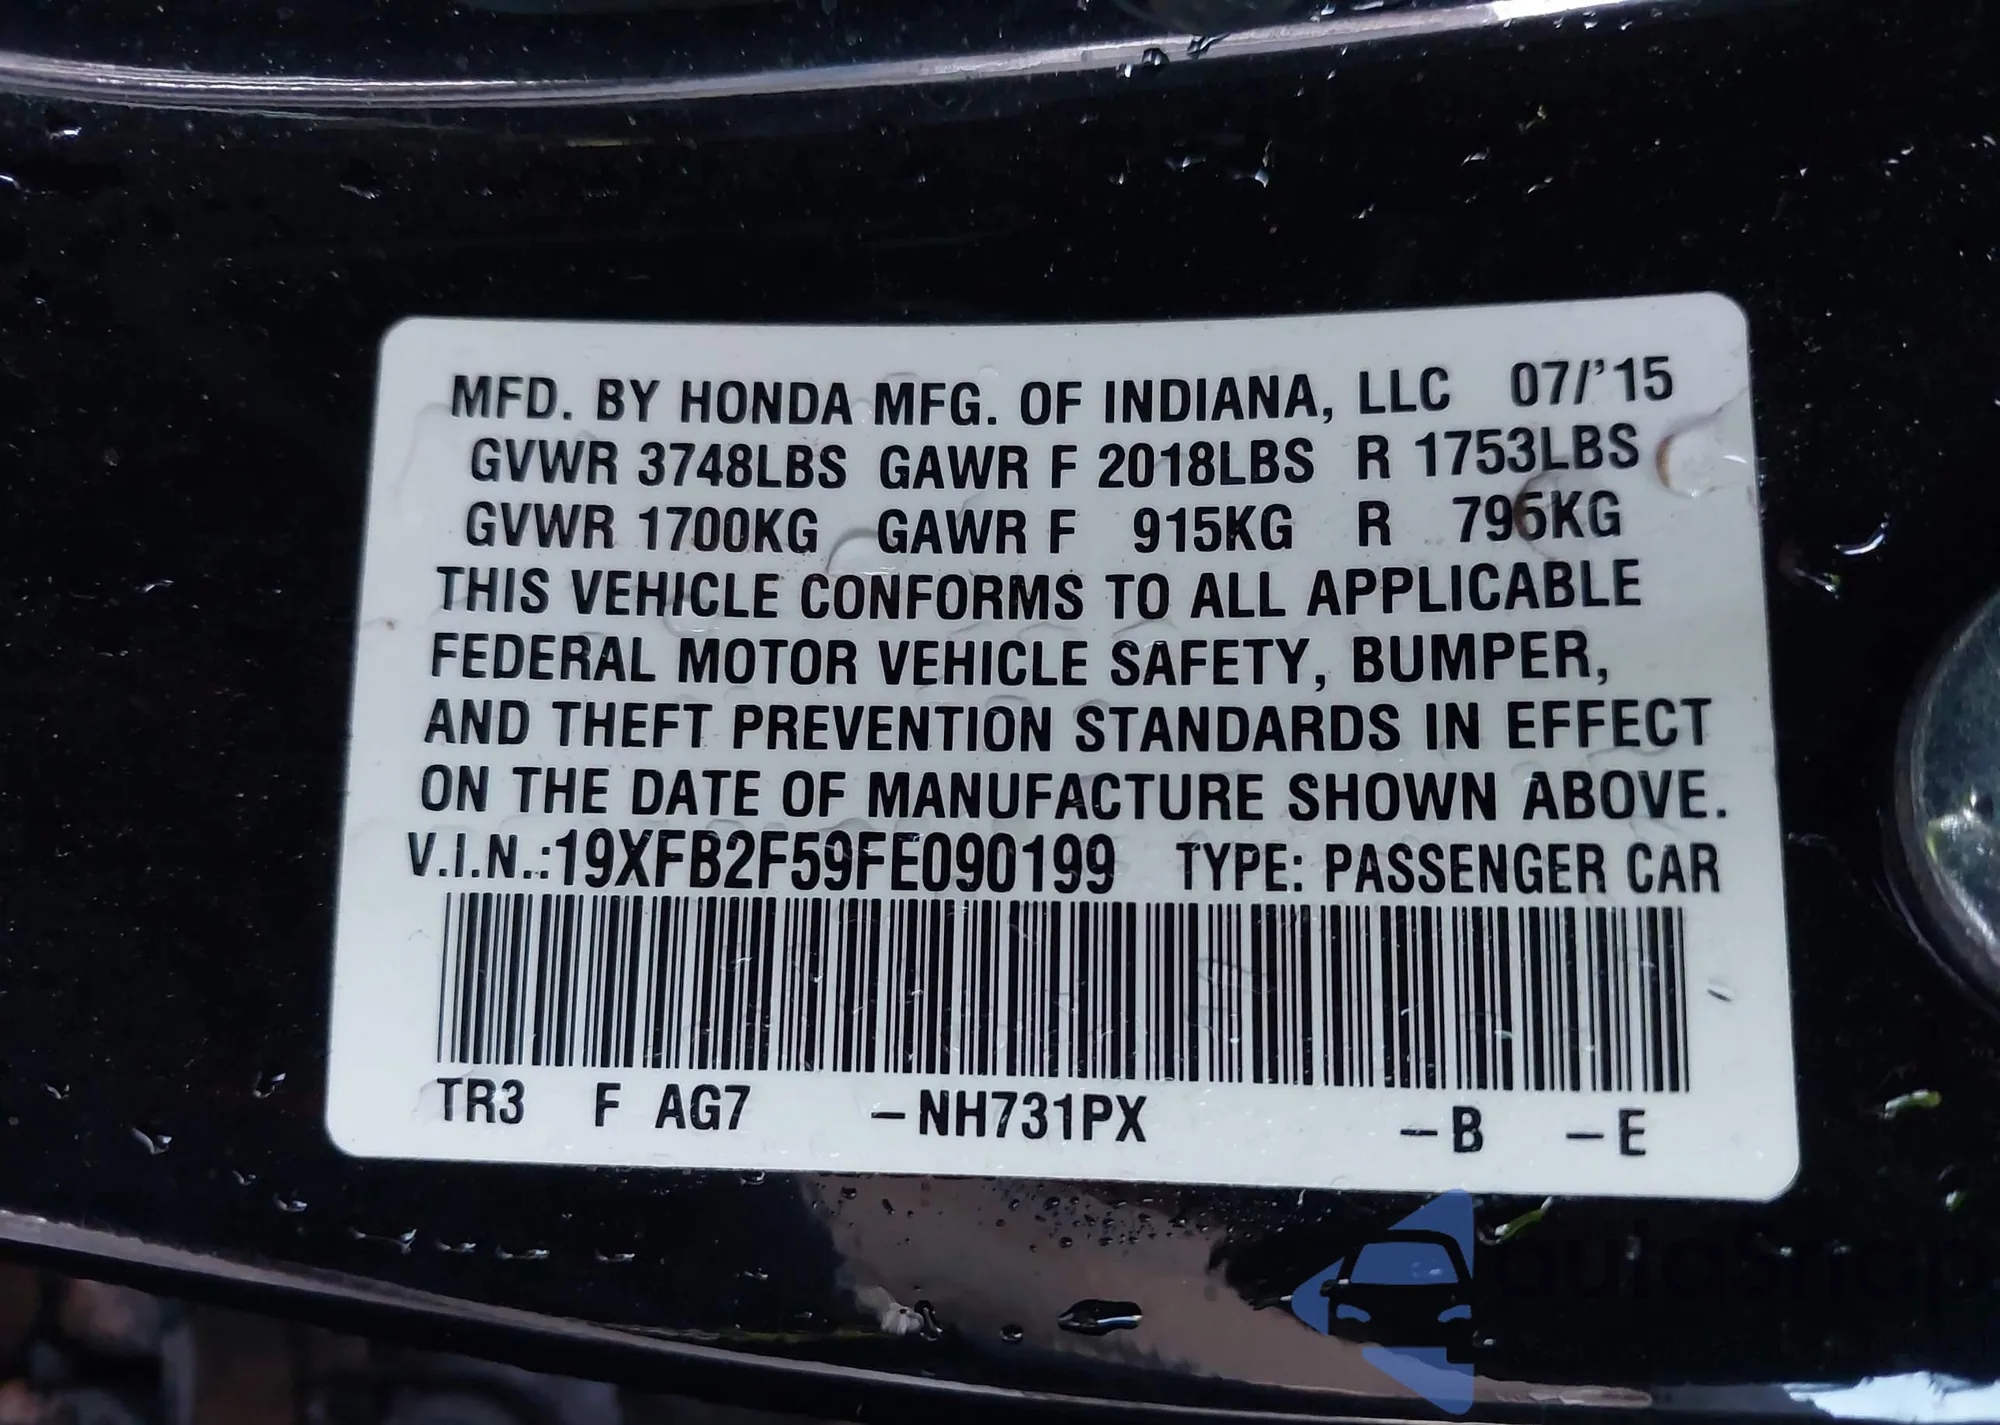 MFD. BY HONDA MFG. OF INDIANA, LLC 07/'15
GVWR 3748LBS GAWR F 2018LBS R 1753LBS
GVWR 1700KG GAWR F 915KG R 795KG
THIS VEHICLE CONFORMS TO ALL APPLICABLE
FEDERAL MOTOR VEHICLE SAFETY, BUMPER,
AND THEFT PREVENTION STANDARDS IN EFFECT
ON THE DATE OF MANUFACTURE SHOWN ABOVE.
V.I.N.:19XFB2F59FE090199 TYPE: PASSENGER CAR
TR3 F AG7 –NH731PX –B –E